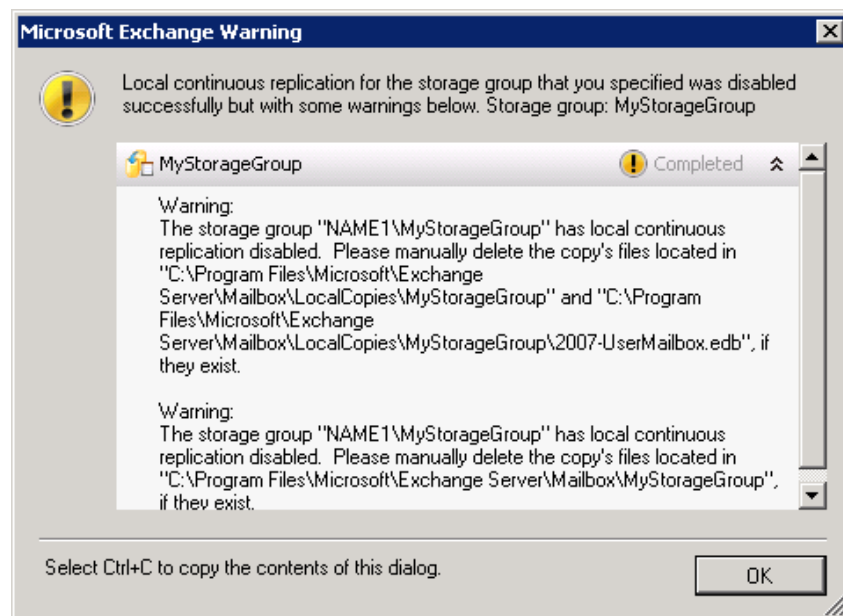 Microsoft Exchange Warning
Local continuous replication for the storage group that you specified was disabled
successfully but with some warnings below. Storage group: MyStorageGroup
MyStorageGroup Completed
Warning:
The storage group "NAME1\MyStorageGroup" has local continuous
replication disabled.  Please manually delete the copy's files located in
"C:\Program Files\Microsoft\Exchange
Server\Mailbox\LocalCopies\MyStorageGroup" and "C:\Program
Files\Microsoft\Exchange
Server\Mailbox\LocalCopies\MyStorageGroup\2007-UserMailbox.edb", if
they exist.
Warning:
The storage group "NAME1\MyStorageGroup" has local continuous
replication disabled.  Please manually delete the copy's files located in
"C:\Program Files\Microsoft\Exchange Server\Mailbox\MyStorageGroup",
if they exist.
Select Ctrl+C to copy the contents of this dialog.
OK